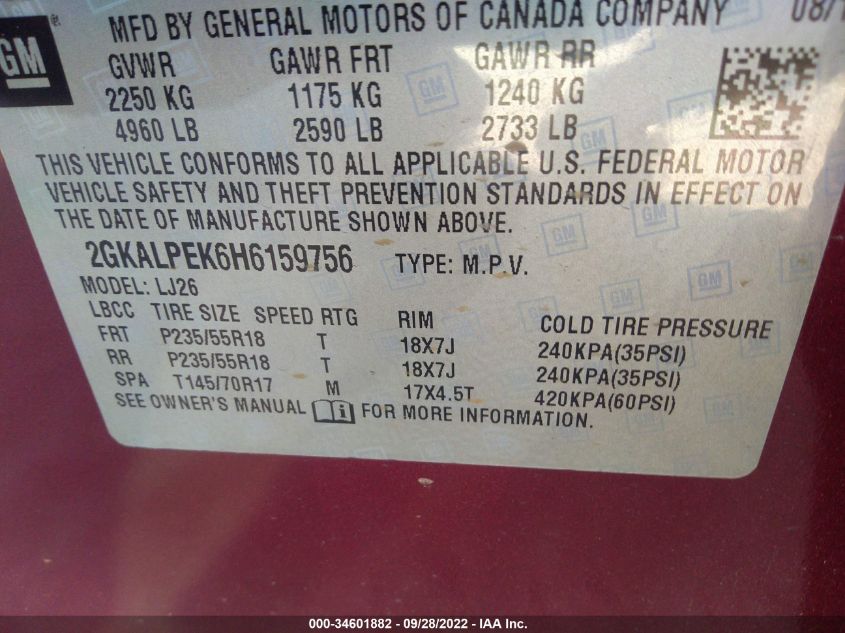 GM ®
MFD BY GENERAL MOTORS OF CANADA COMPANY 08/1
GVWR GAWR FRT GAWR RR
2250 KG 1175 KG 1240 KG
4960 LB 2590 LB 2733 LB
THIS VEHICLE CONFORMS TO ALL APPLICABLE U.S. FEDERAL MOTOR
VEHICLE SAFETY AND THEFT PREVENTION STANDARDS IN EFFECT ON
THE DATE OF MANUFACTURE SHOWN ABOVE.
2GKALPEK6H6159756 TYPE: M.P.V.
MODEL: LJ26
LBCC TIRE SIZE SPEED RTG RIM COLD TIRE PRESSURE
FRT P235/55R18 T 18X7J 240KPA(35PSI)
RR P235/55R18 T 18X7J 240KPA(35PSI)
SPA T145/70R17 M 17X4.5T 420KPA(60PSI)
SEE OWNER'S MANUAL FOR MORE INFORMATION.
000-34601882 - 09/28/2022 - IAA Inc.